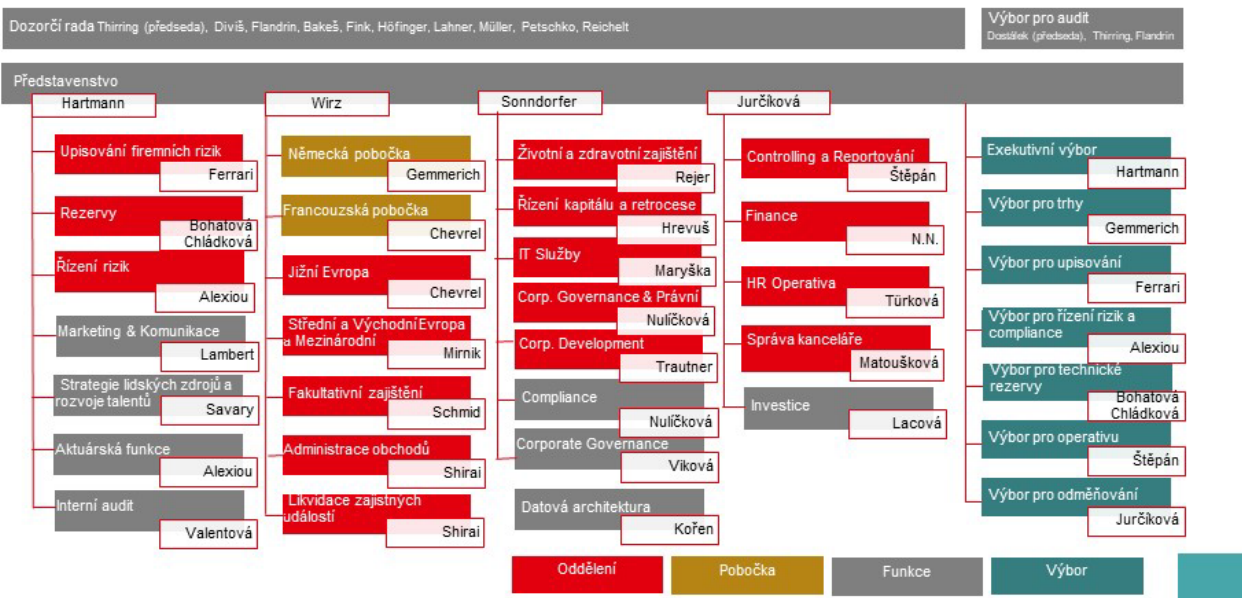 Dozorčí rada Thirring (předseda), Diviš, Flandrin, Bakeš, Fink, Höfinger, Lahner, Müller, Petschko, Reichelt
Výbor pro audit
Dostálek (předseda), Thirring, Flandrin
Představenstvo
Hartmann
Upisování firemních rizik
Ferrari
Rezervy
Bohatová
Chládková
Řízení rizik
Alexiou
Marketing & Komunikace
Lambert
Strategie lidských zdrojů a
rozvoje talentů
Savary
Aktuárská funkce
Alexiou
Interní audit
Valentová
Wirz
Německá pobočka
Gemmerich
Francouzská pobočka
Chevrel
Jižní Evropa
Chevrel
Střední a Východní Evropa
a Mezinárodní
Mirnik
Fakultativní zajištění
Schmid
Administrace obchodů
Shirai
Likvidace zajistných
událostí
Shirai
Sonndorfer
Životní a zdravotní zajištění
Rejer
Řízení kapitálu a retrocese
Hrevuš
IT Služby
Maryška
Corp. Governance & Právní
Nulíčková
Corp. Development
Trautner
Compliance
Nulíčková
Corporate Governance
Viková
Datová architektura
Kořen
Jurčíková
Controlling a Reportování
Štěpán
Finance
N.N.
HR Operativa
Türková
Správa kanceláře
Matoušková
Investice
Lacová
Exekutivní výbor
Hartmann
Výbor pro trhy
Gemmerich
Výbor pro upisování
Ferrari
Výbor pro řízení rizik a
compliance
Alexiou
Výbor pro technické
rezervy
Bohatová
Chládková
Výbor pro operativu
Štěpán
Výbor pro odměňování
Jurčíková
Oddělení
Pobočka
Funkce
Výbor